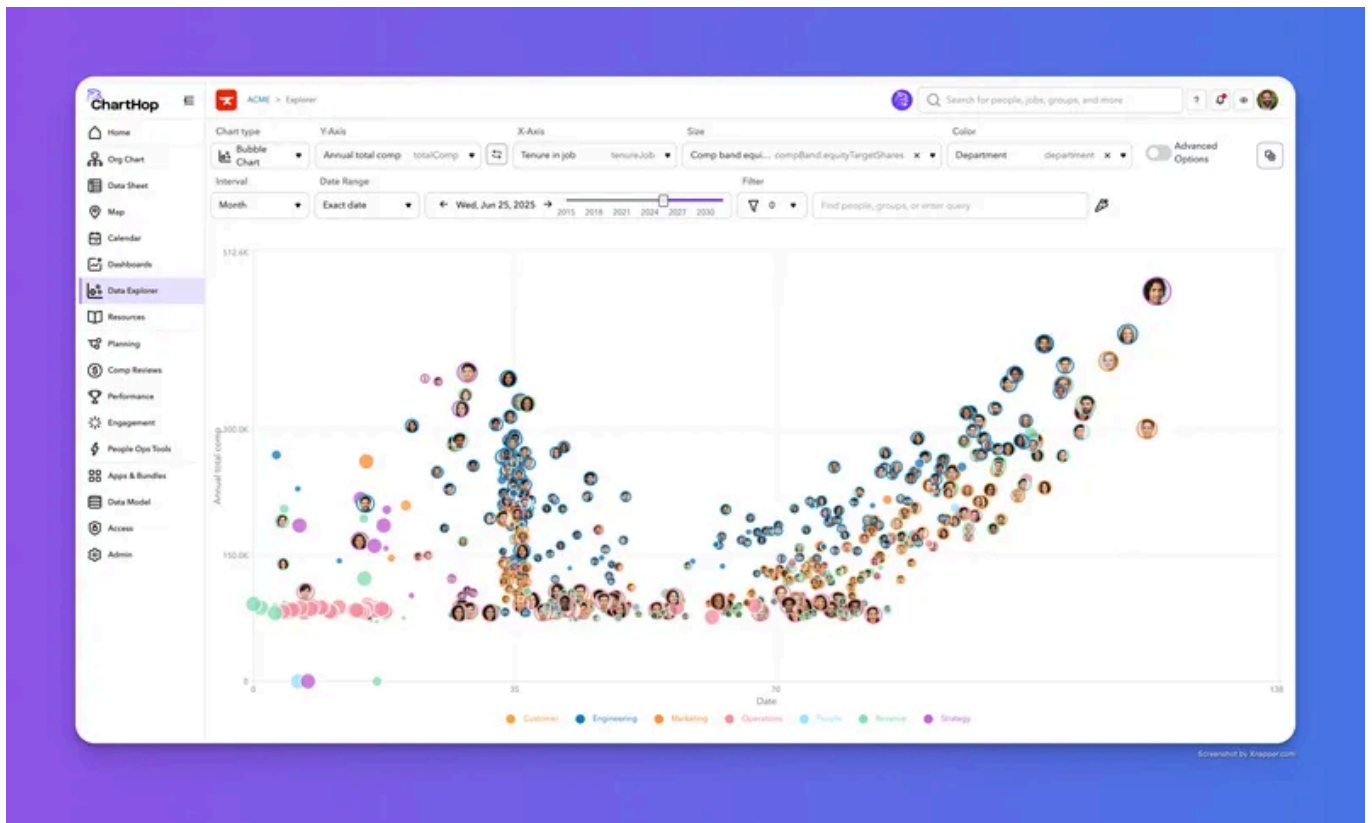 ChartHop
ACME > Explorer
Search for people, jobs, groups, and more
?
Home
Org Chart
Data Sheet
Map
Calendar
Dashboards
Data Explorer
Resources
Planning
Comp Reviews
Performance
Engagement
People Ops Tools
Apps & Bundles
Data Model
Access
Admin
Chart type
Y-Axis
X-Axis
Size
Color
Bubble
Chart
Annual total comp totalComp
Tenure in job tenureJob
Comp band equi... compBand.equityTargetShares ×
Department department ×
Advanced
Options
Interval
Date Range
Filter
Month
Exact date
← Wed, Jun 25, 2025 →
2015 2018 2021 2024 2027 2030
0
Find people, groups, or enter query
512.6K
300.0K
150.0K
0
Annual total comp
0 35 70 138
Date
Customer Engineering Marketing Operations People Revenue Strategy
Screenshot by Xnapper.com